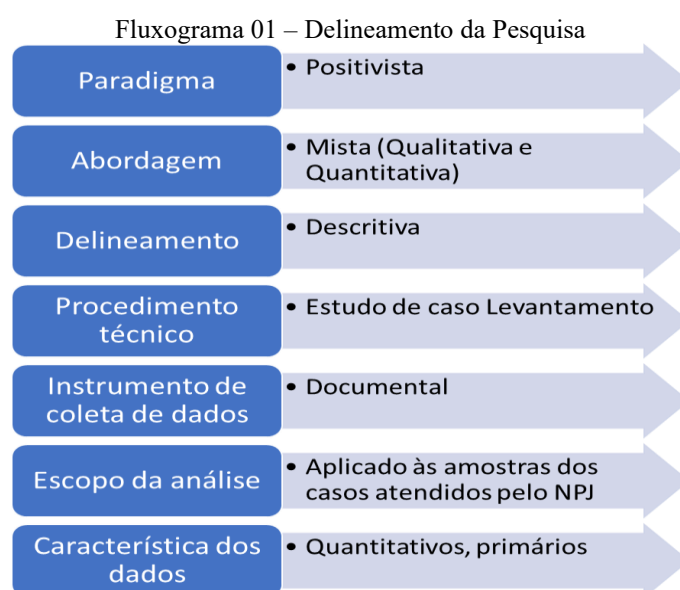 Fluxograma 01 – Delineamento da Pesquisa
Paradigma
• Positivista
Abordagem
• Mista (Qualitativa e
Quantitativa)
Delineamento
• Descritiva
Procedimento
técnico
• Estudo de caso Levantamento
Instrumento de
coleta de dados
• Documental
Escopo da análise
• Aplicado às amostras dos
casos atendidos pelo NPJ
Característica dos
dados
• Quantitativos, primários